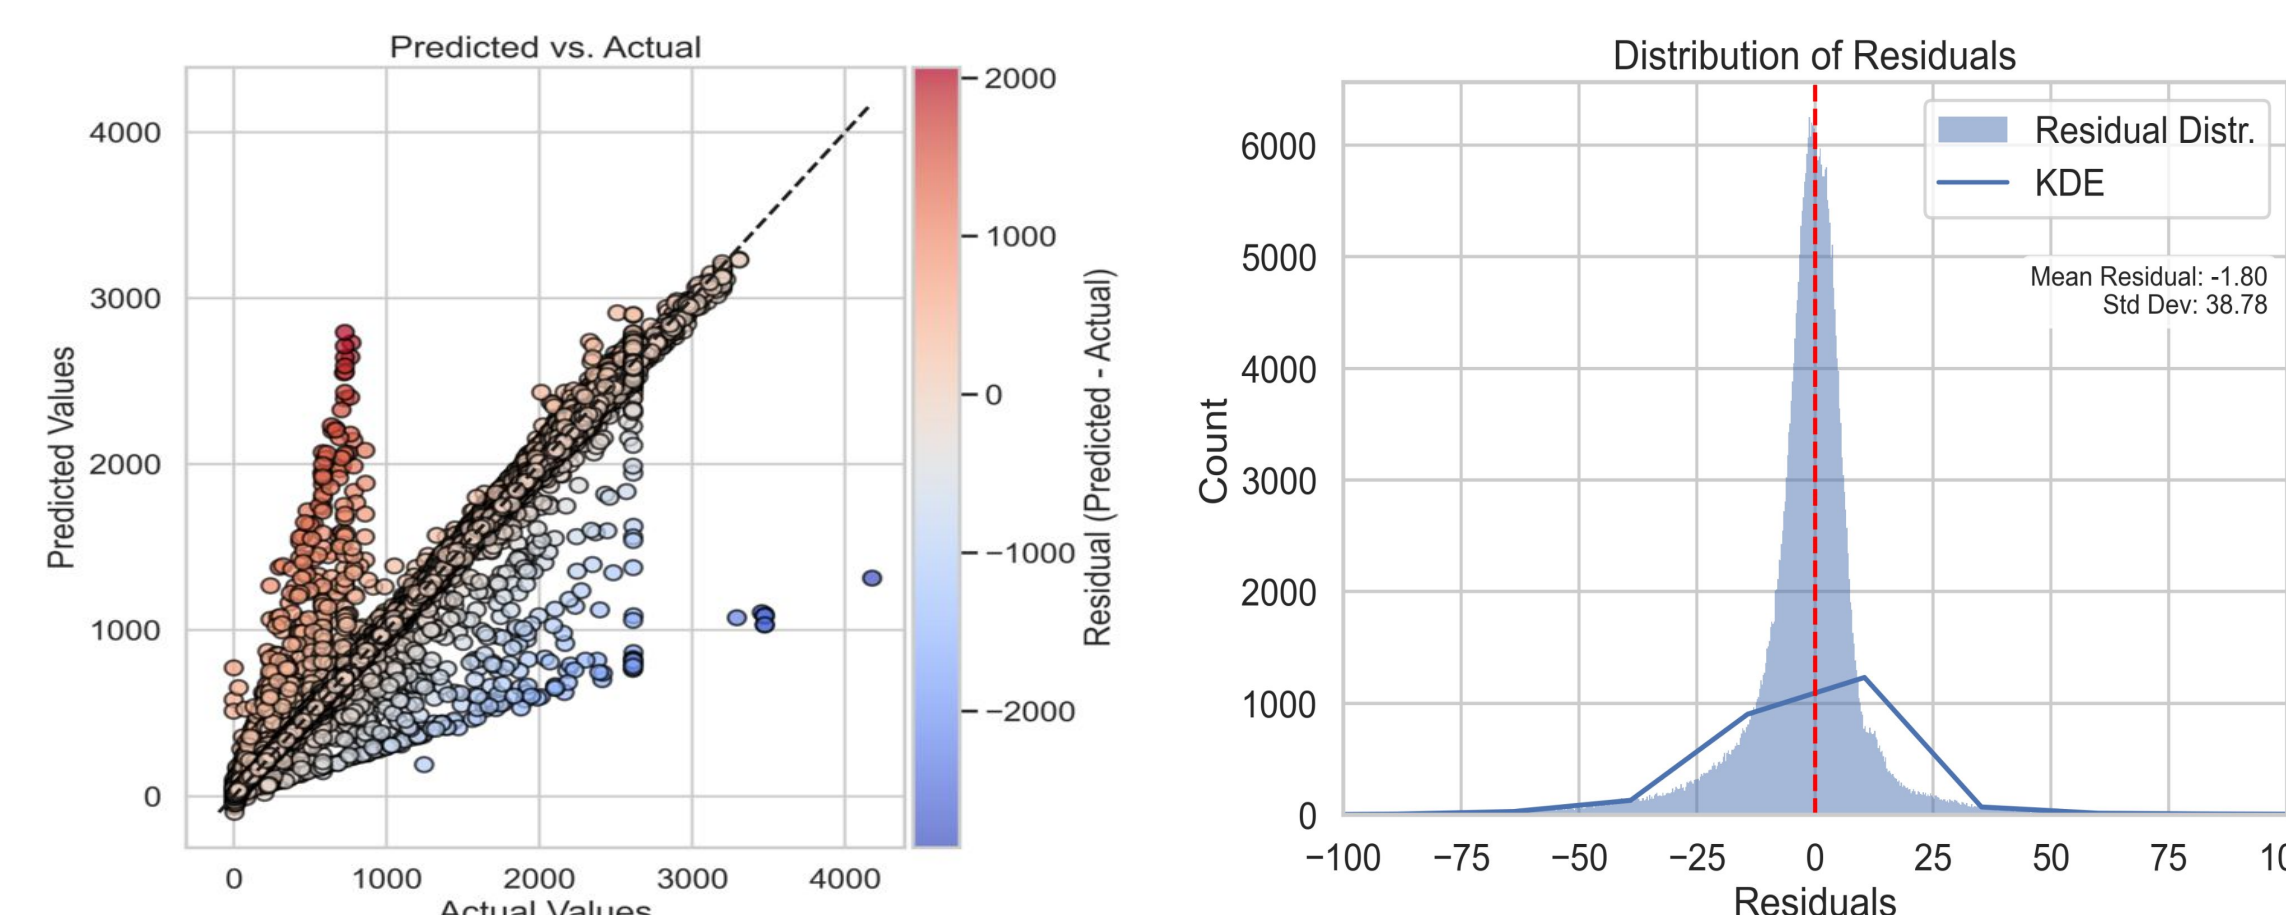 Predicted vs. Actual
Predicted Values
4000
3000
2000
1000
0
0
1000
2000
3000
4000
Actual Values
2000
1000
0
−1000
−2000
Residual (Predicted - Actual)
Distribution of Residuals
Count
6000
5000
4000
3000
2000
1000
0
Residual Distr.
KDE
Mean Residual: -1.80
Std Dev: 38.78
−100
−75
−50
−25
0
25
50
75
Residuals